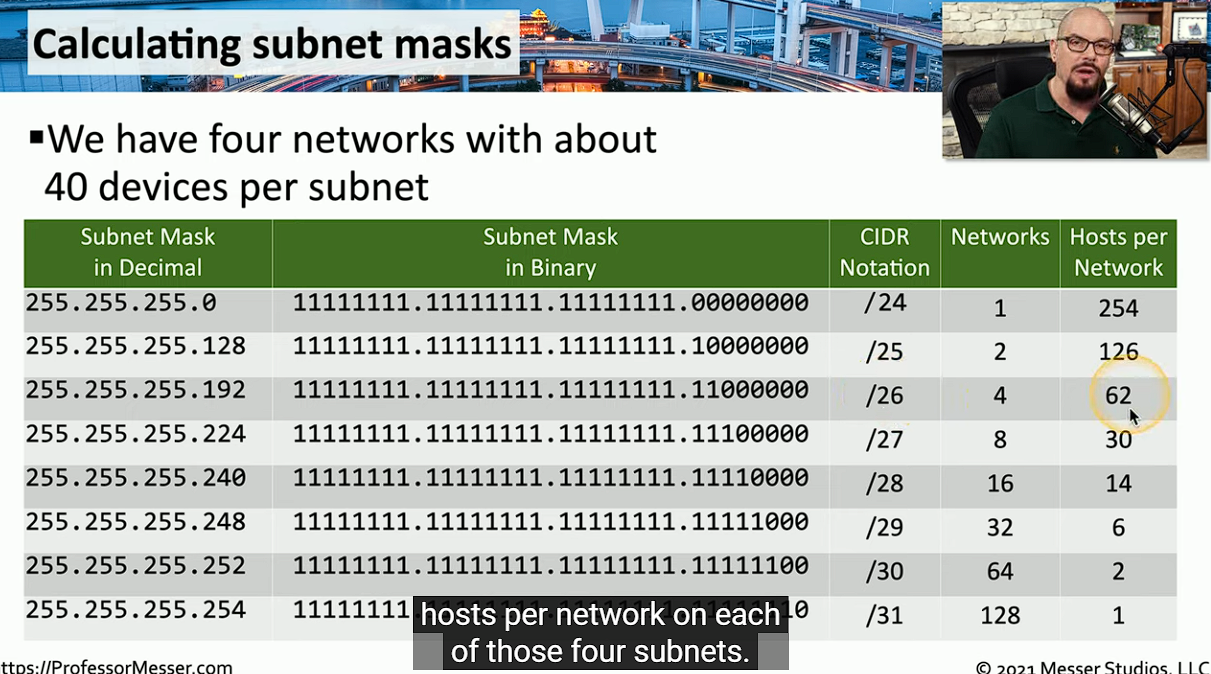 Calculating subnet masks
▪We have four networks with about
40 devices per subnet
Subnet Mask
in Decimal
Subnet Mask
in Binary
CIDR
Notation
Networks
Hosts per
Network
255.255.255.0 11111111.11111111.11111111.00000000 /24 1 254
255.255.255.128 11111111.11111111.11111111.10000000 /25 2 126
255.255.255.192 11111111.11111111.11111111.11000000 /26 4 62
255.255.255.224 11111111.11111111.11111111.11100000 /27 8 30
255.255.255.240 11111111.11111111.11111111.11110000 /28 16 14
255.255.255.248 11111111.11111111.11111111.11111000 /29 32 6
255.255.255.252 11111111.11111111.11111111.11111100 /30 64 2
255.255.255.254 11111111. 0 /31 128 1
hosts per network on each
of those four subnets.
ttps://ProfessorMesser.com
© 2021 Messer Studios, LLC